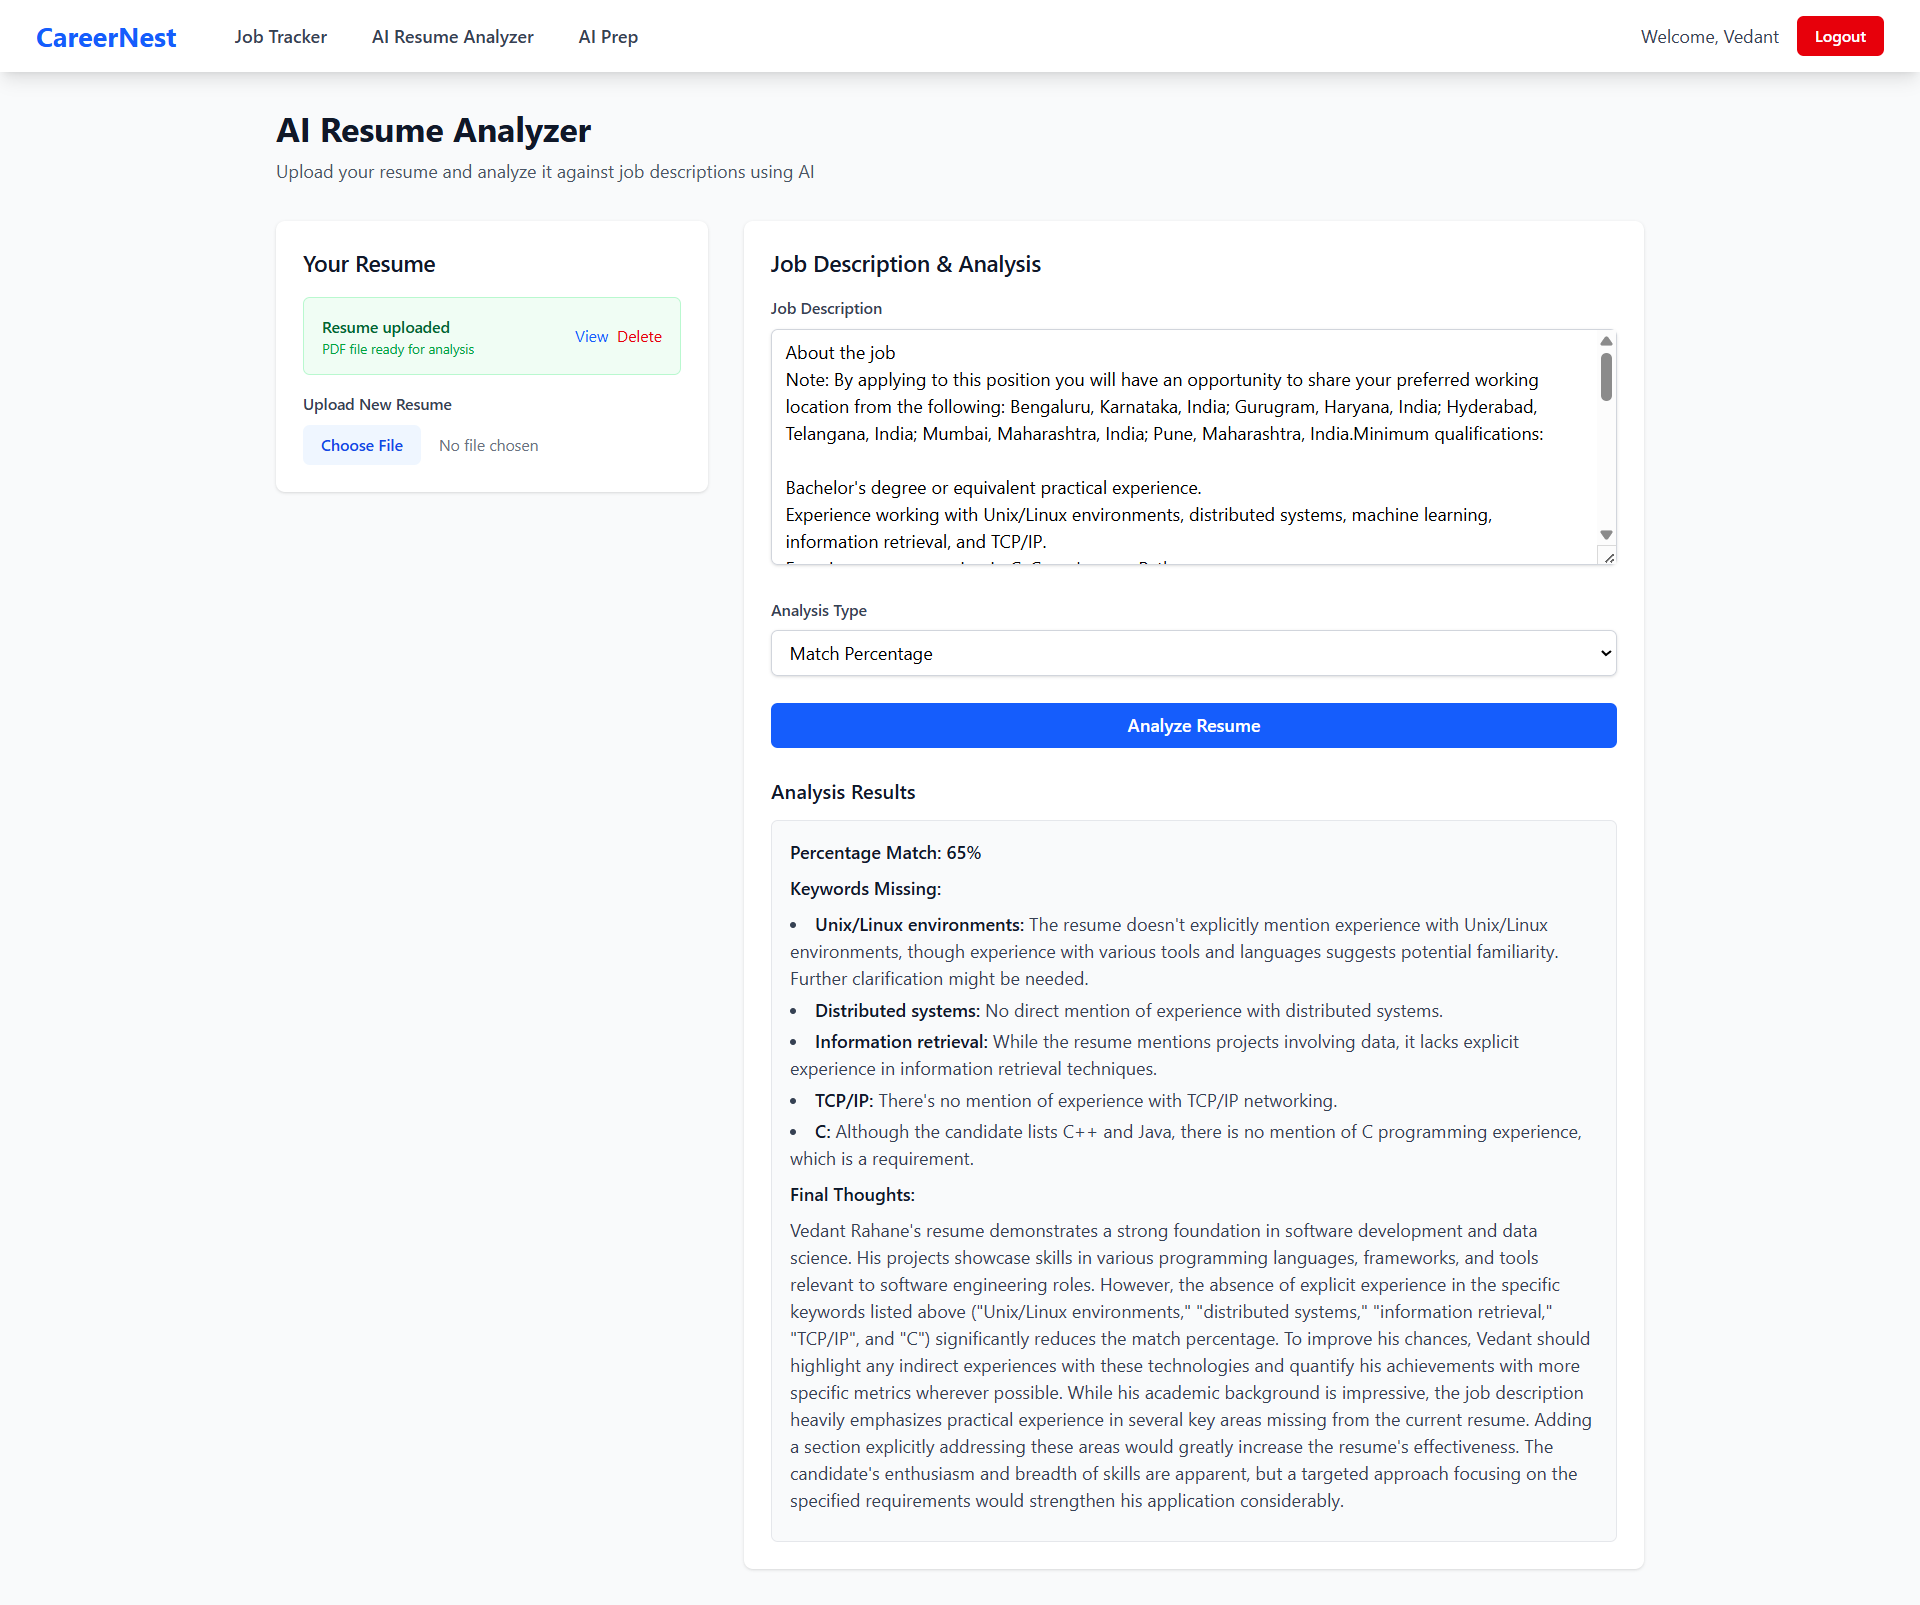 CareerNest
Job Tracker
AI Resume Analyzer
AI Prep
Welcome, Vedant
Logout
AI Resume Analyzer
Upload your resume and analyze it against job descriptions using AI
Your Resume
Resume uploaded
PDF file ready for analysis
View
Delete
Upload New Resume
Choose File
No file chosen
Job Description & Analysis
Job Description
About the job
Note: By applying to this position you will have an opportunity to share your preferred working
location from the following: Bengaluru, Karnataka, India; Gurugram, Haryana, India; Hyderabad,
Telangana, India; Mumbai, Maharashtra, India; Pune, Maharashtra, India.Minimum qualifications:
Bachelor's degree or equivalent practical experience.
Experience working with Unix/Linux environments, distributed systems, machine learning,
information retrieval, and TCP/IP.
Analysis Type
Match Percentage
Analyze Resume
Analysis Results
Percentage Match: 65%
Keywords Missing:
• Unix/Linux environments: The resume doesn't explicitly mention experience with Unix/Linux
environments, though experience with various tools and languages suggests potential familiarity.
Further clarification might be needed.
• Distributed systems: No direct mention of experience with distributed systems.
• Information retrieval: While the resume mentions projects involving data, it lacks explicit
experience in information retrieval techniques.
• TCP/IP: There's no mention of experience with TCP/IP networking.
• C: Although the candidate lists C++ and Java, there is no mention of C programming experience,
which is a requirement.
Final Thoughts:
Vedant Rahane's resume demonstrates a strong foundation in software development and data
science. His projects showcase skills in various programming languages, frameworks, and tools
relevant to software engineering roles. However, the absence of explicit experience in the specific
keywords listed above ("Unix/Linux environments," "distributed systems," "information retrieval,"
"TCP/IP", and "C") significantly reduces the match percentage. To improve his chances, Vedant should
highlight any indirect experiences with these technologies and quantify his achievements with more
specific metrics wherever possible. While his academic background is impressive, the job description
heavily emphasizes practical experience in several key areas missing from the current resume. Adding
a section explicitly addressing these areas would greatly increase the resume's effectiveness. The
candidate's enthusiasm and breadth of skills are apparent, but a targeted approach focusing on the
specified requirements would strengthen his application considerably.